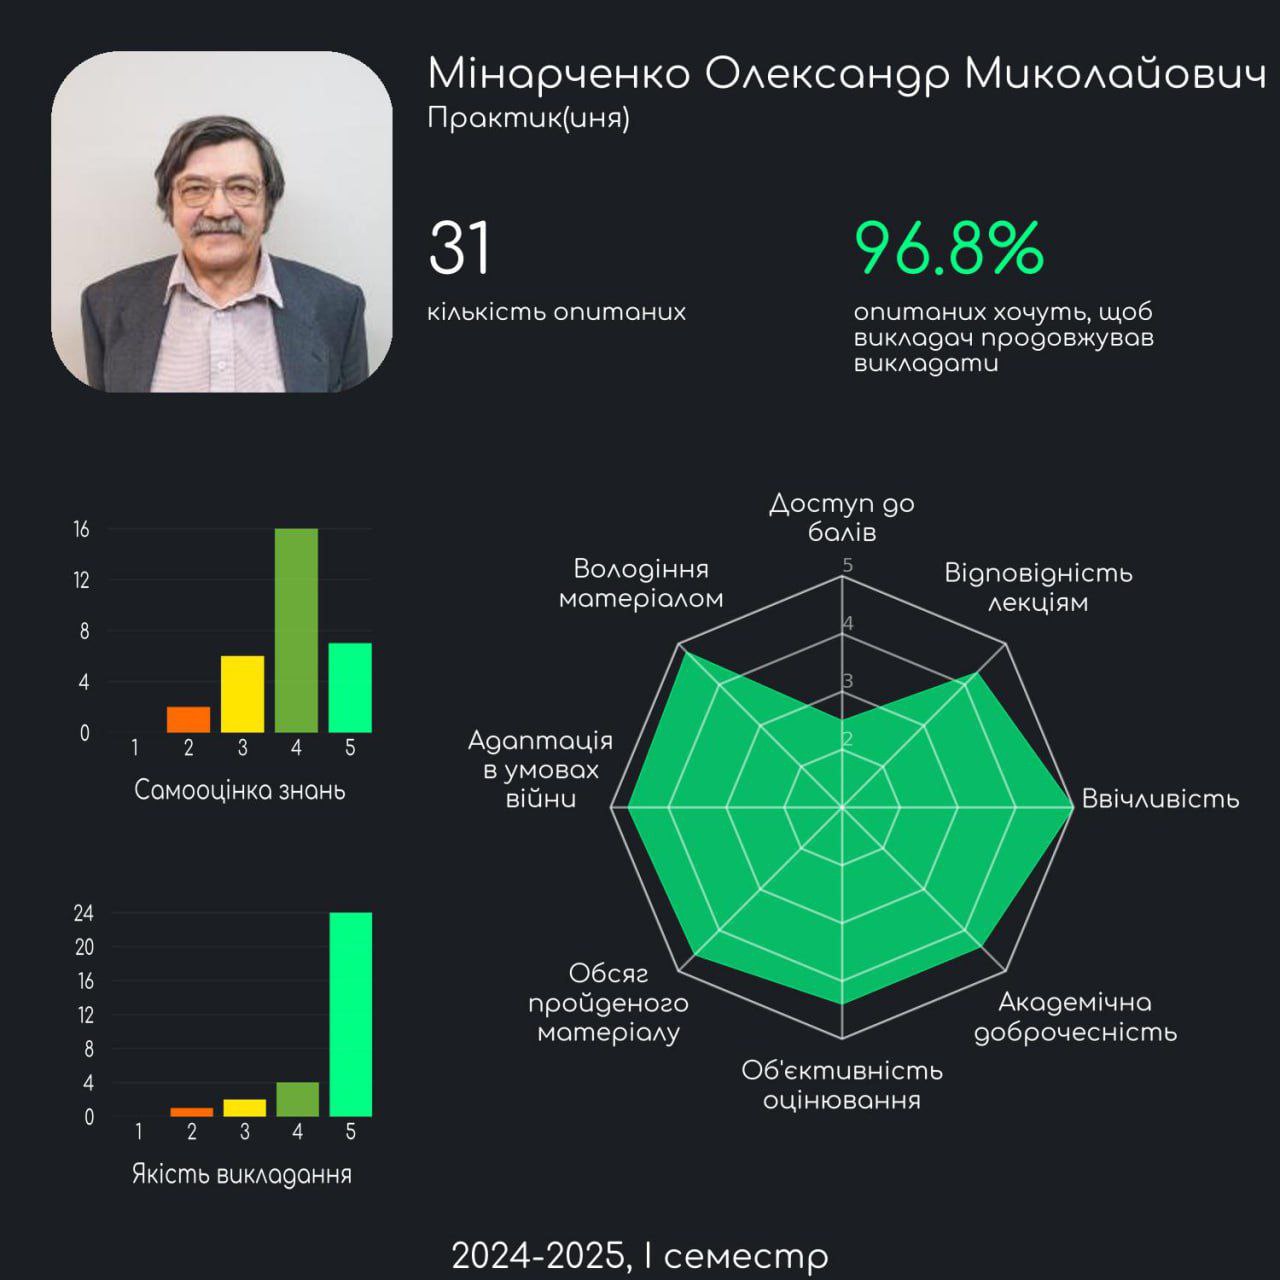 Мінарченко Олександр Миколайович
Практик(иня)
31
кількість опитаних
96.8%
опитаних хочуть, щоб
викладач продовжував
викладати
16
12
8
4
0
1 2 3 4 5
Самооцінка знань
24
20
16
12
8
4
0
1 2 3 4 5
Якість викладання
Доступ до
балів
Відповідність
лекціям
Ввічливість
Академічна
доброчесність
Об'єктивність
оцінювання
Обсяг
пройденого
матеріалу
Адаптація
в умовах
війни
Володіння
матеріалом
5
4
3
2
2024-2025, I семестр